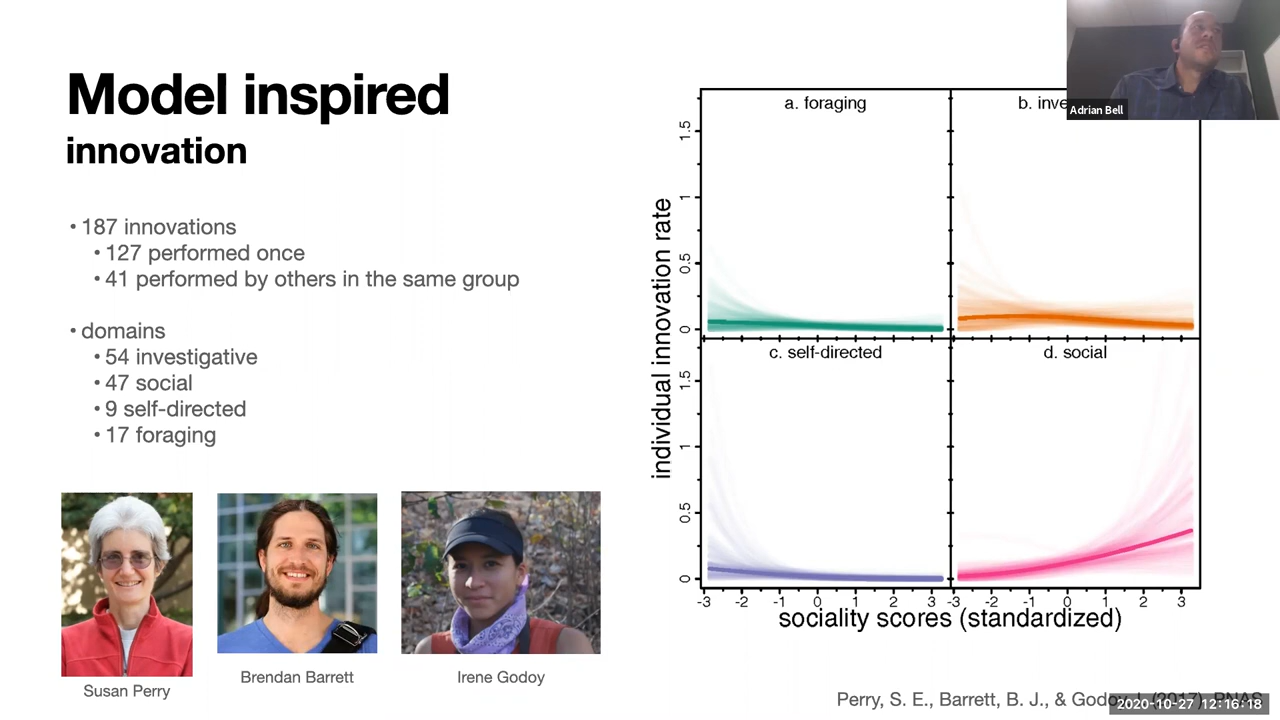 Model inspired
innovation
• 187 innovations
• 127 performed once
• 41 performed by others in the same group
• domains
• 54 investigative
• 47 social
• 9 self-directed
• 17 foraging
Susan Perry
Brendan Barrett
Irene Godoy
individual innovation rate
a. foraging
b. inve
c. self-directed
d. social
1.5
1
0.5
0
1.5
1
0.5
0
-3 -2 -1 0 1 2 3 -3 -2 -1 0 1 2 3
sociality scores (standardized)
Adrian Bell
Perry, S. E., Barrett, B. J., & Godoy, I. (2017). PNAS
2020-10-27 12:16:18